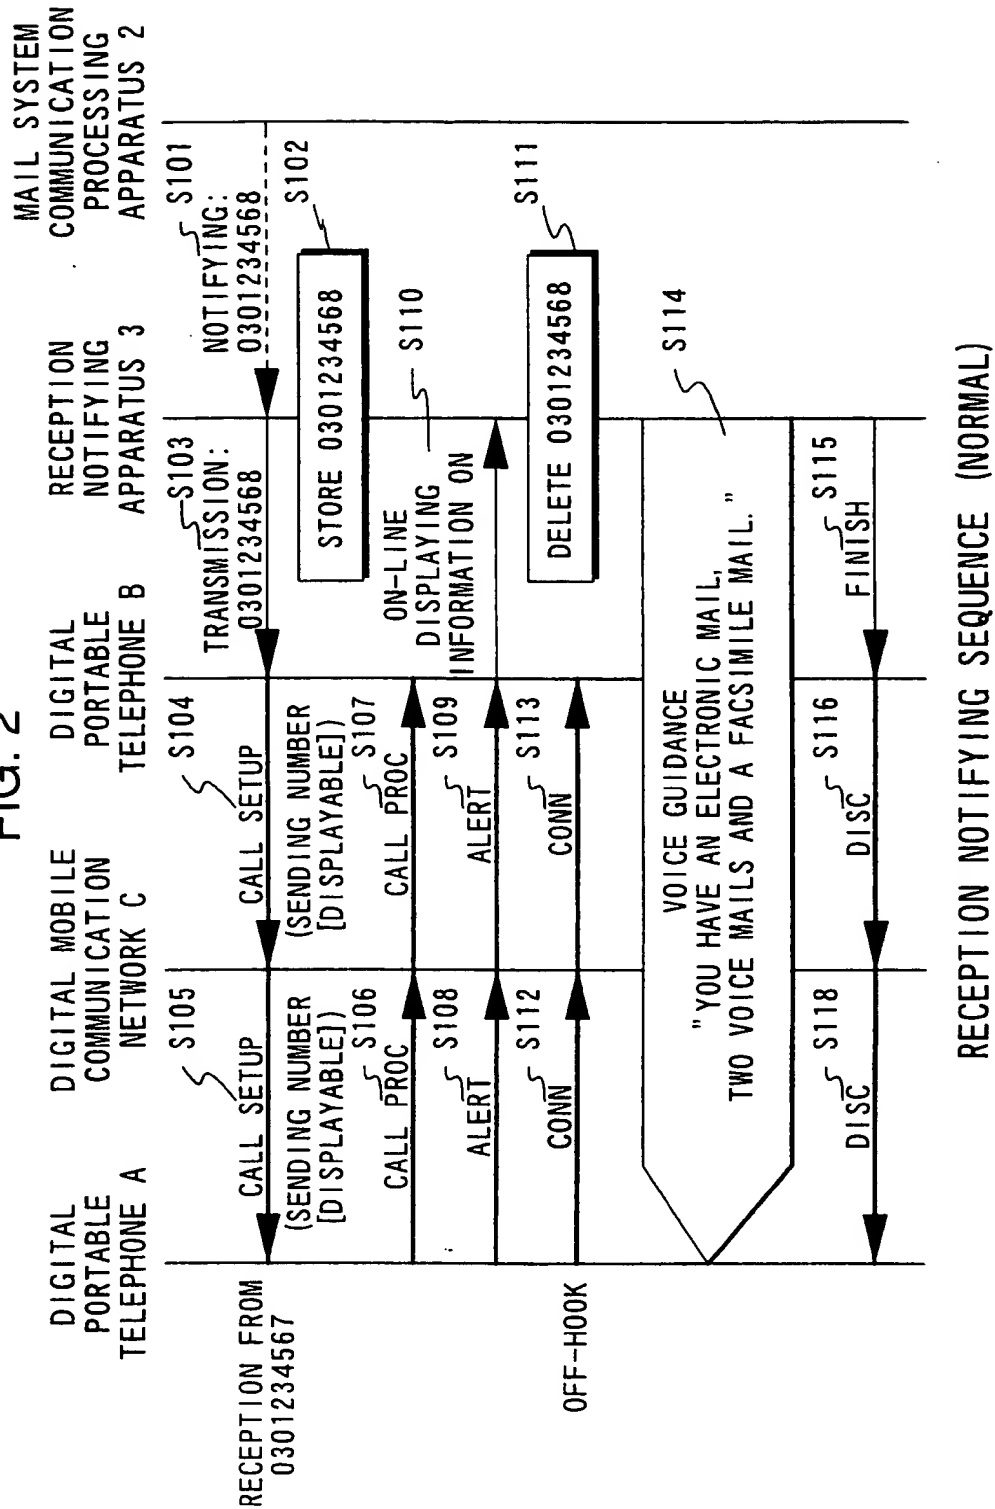 FIG. 2
DIGITAL
PORTABLE
TELEPHONE A
DIGITAL MOBILE
COMMUNICATION
NETWORK C
DIGITAL
PORTABLE
TELEPHONE B
RECEPTION
NOTIFYING
APPARATUS 3
MAIL SYSTEM
COMMUNICATION
PROCESSING
APPARATUS 2
S101
NOTIFYING:
0301234568
S102
STORE 0301234568
S103
TRANSMISSION:
0301234568
S104
CALL SETUP
(SENDING NUMBER
[DISPLAYABLE])
S105
CALL SETUP
(SENDING NUMBER
[DISPLAYABLE])
RECEPTION FROM
0301234567
S106
CALL PROC
S107
CALL PROC
S108
ALERT
S109
ALERT
S110
ON-LINE
DISPLAYING
INFORMATION ON
S111
DELETE 0301234568
OFF-HOOK
S112
CONN
S113
CONN
S114
VOICE GUIDANCE
"YOU HAVE AN ELECTRONIC MAIL,
TWO VOICE MAILS AND A FACSIMILE MAIL."
S115
FINISH
S116
DISC
S118
DISC
RECEPTION NOTIFYING SEQUENCE (NORMAL)